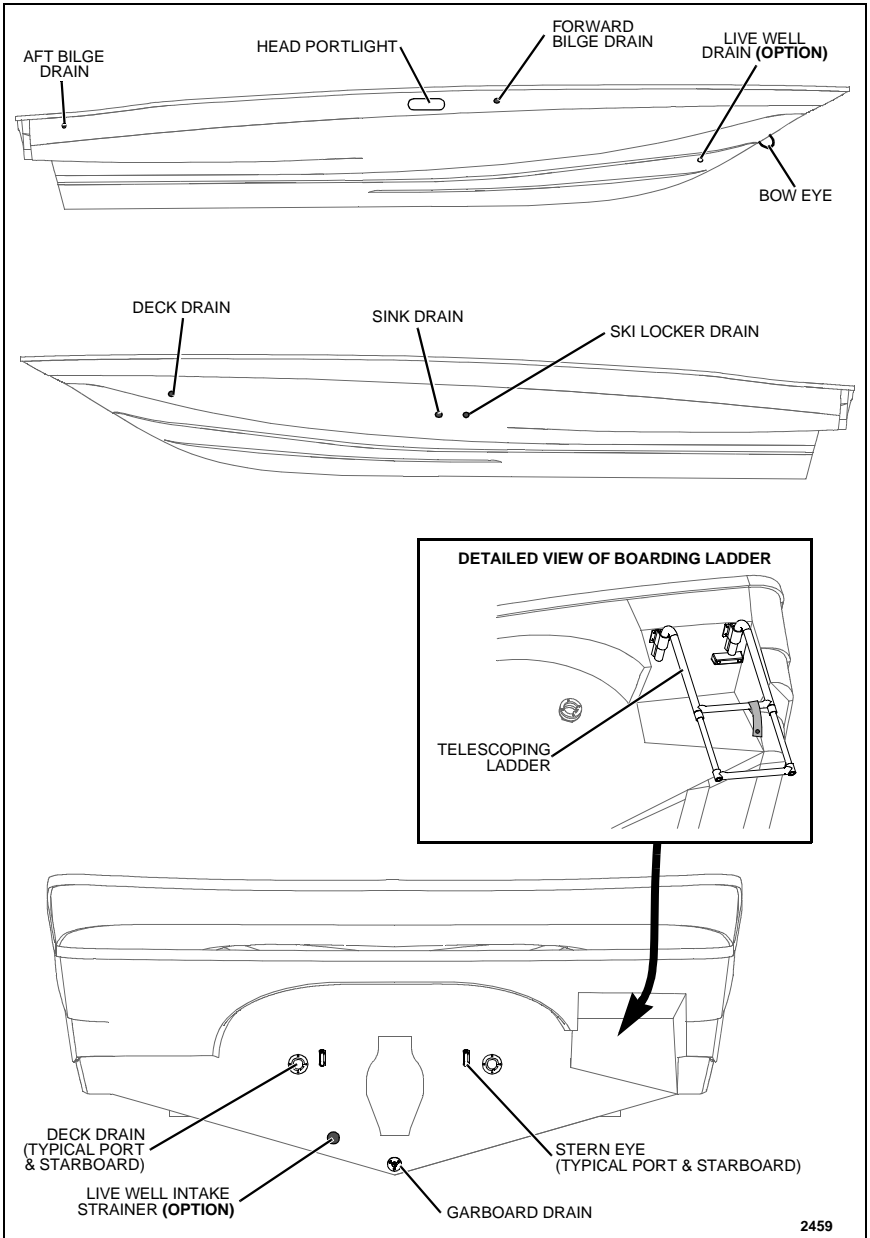 AFT BILGE
DRAIN
HEAD PORTLIGHT
FORWARD
BILGE DRAIN
LIVE WELL
DRAIN (OPTION)
BOW EYE
DECK DRAIN
SINK DRAIN
SKI LOCKER DRAIN
DETAILED VIEW OF BOARDING LADDER
TELESCOPING
LADDER
DECK DRAIN
(TYPICAL PORT
& STARBOARD)
LIVE WELL INTAKE
STRAINER (OPTION)
GARBOARD DRAIN
STERN EYE
(TYPICAL PORT & STARBOARD)
2459